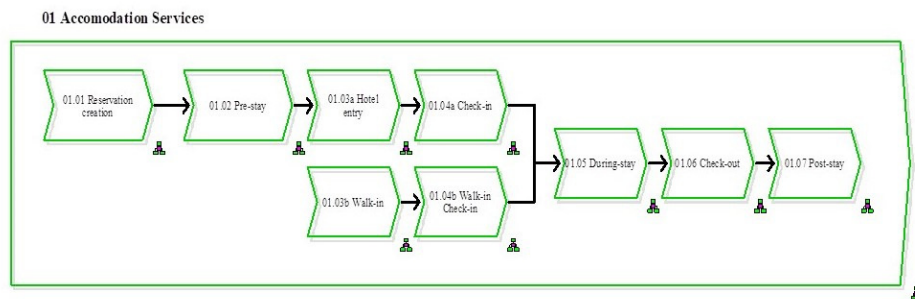 01 Accomodation Services
01.01 Reservation
creation
01.02 Pre-stay
01.03a Hotel
entry
01.04a Check-in
01.03b Walk-in
01.04b Walk-in
Check-in
01.05 During-stay
01.06 Check-out
01.07 Post-stay